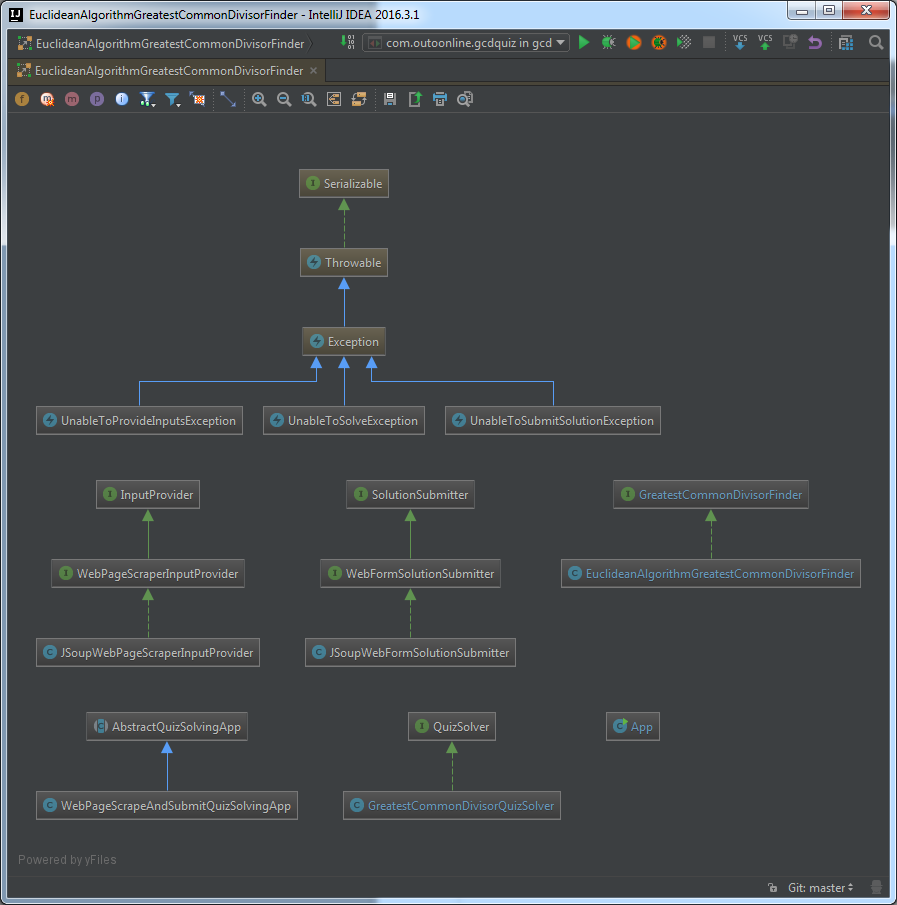 EuclideanAlgorithmGreatestCommonDivisorFinder - IntelliJ IDEA 2016.3.1
EuclideanAlgorithmGreatestCommonDivisorFinder
com.outoonline.gcdquiz in gcd
VCS VCS
EuclideanAlgorithmGreatestCommonDivisorFinder
Serializable
Throwable
Exception
UnableToProvideInputsException UnableToSolveException UnableToSubmitSolutionException
InputProvider SolutionSubmitter GreatestCommonDivisorFinder
WebPageScraperInputProvider WebFormSolutionSubmitter EuclideanAlgorithmGreatestCommonDivisorFinder
JSoupWebPageScraperInputProvider JSoupWebFormSolutionSubmitter
AbstractQuizSolvingApp QuizSolver App
WebPageScrapeAndSubmitQuizSolvingApp GreatestCommonDivisorQuizSolver
Powered by yFiles
Git: master